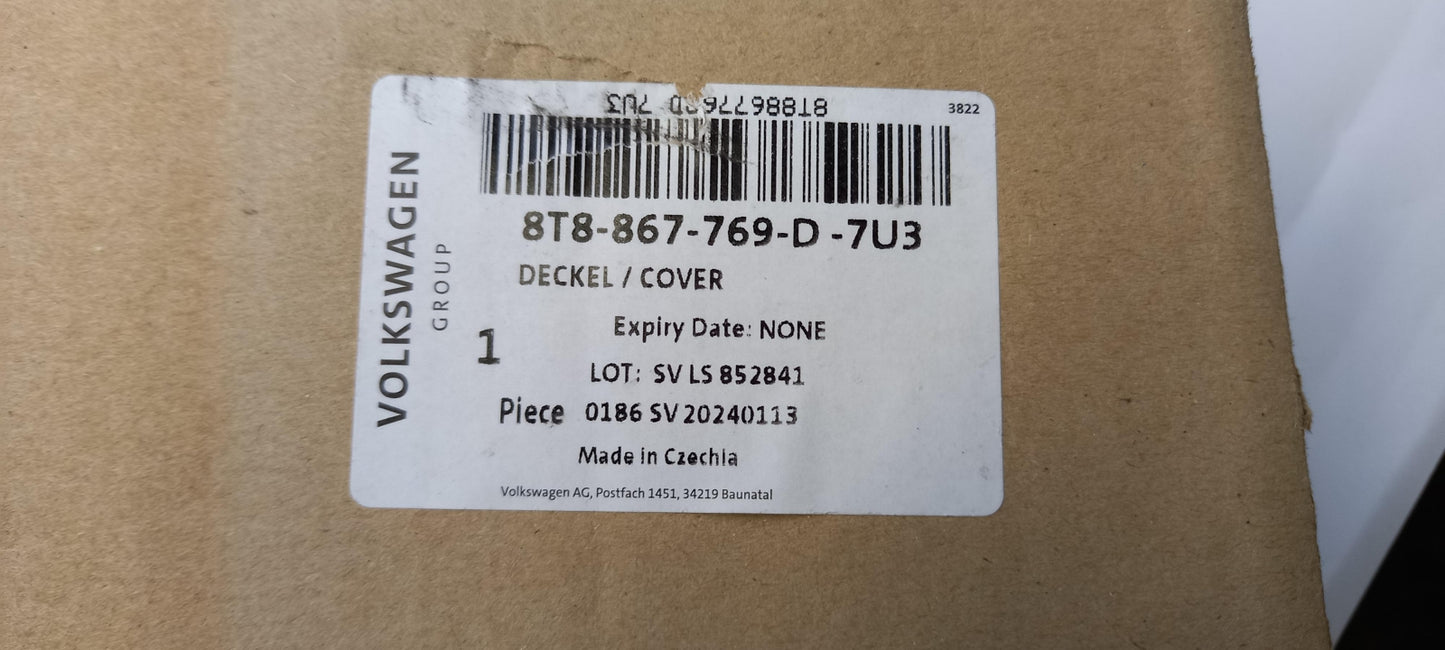 8T8867769D 7U3
3822
VOLKSWAGEN
GROUP
8T8-867-769-D -7U3
DECKEL / COVER
Expiry Date: NONE
1
LOT: SV LS 852841
Piece 0186 SV 20240113
Made in Czechia
Volkswagen AG, Postfach 1451, 34219 Baunatal